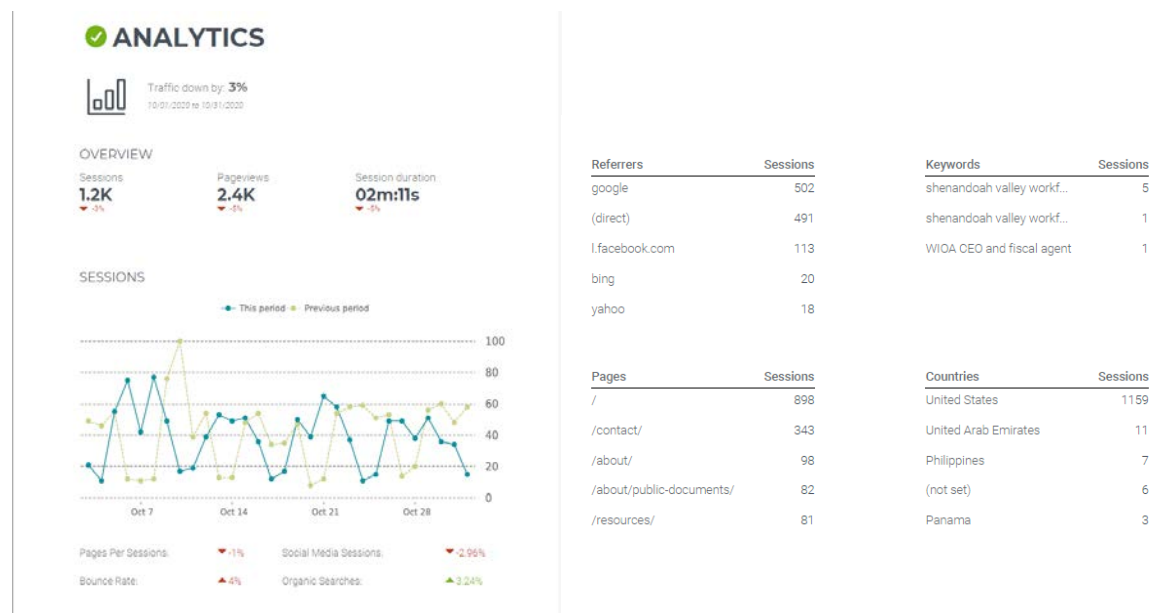 ANALYTICS
Traffic down by: 3%
10/01/2020 to 10/31/2020
OVERVIEW
Sessions Pageviews Session duration
1.2K 2.4K 02m:11s
-3% -5% -5%
SESSIONS
This period Previous period
100
80
60
40
20
0
Oct 7 Oct 14 Oct 21 Oct 28
Pages Per Sessions: -1% Social Media Sessions: -2.96%
Bounce Rate: 4% Organic Searches: 3.24%
Referrers Sessions
google 502
(direct) 491
l.facebook.com 113
bing 20
yahoo 18
Keywords Sessions
shenandoah valley workf... 5
shenandoah valley workf... 1
WIOA CEO and fiscal agent 1
Pages Sessions
/ 898
/contact/ 343
/about/ 98
/about/public-documents/ 82
/resources/ 81
Countries Sessions
United States 1159
United Arab Emirates 11
Philippines 7
(not set) 6
Panama 3